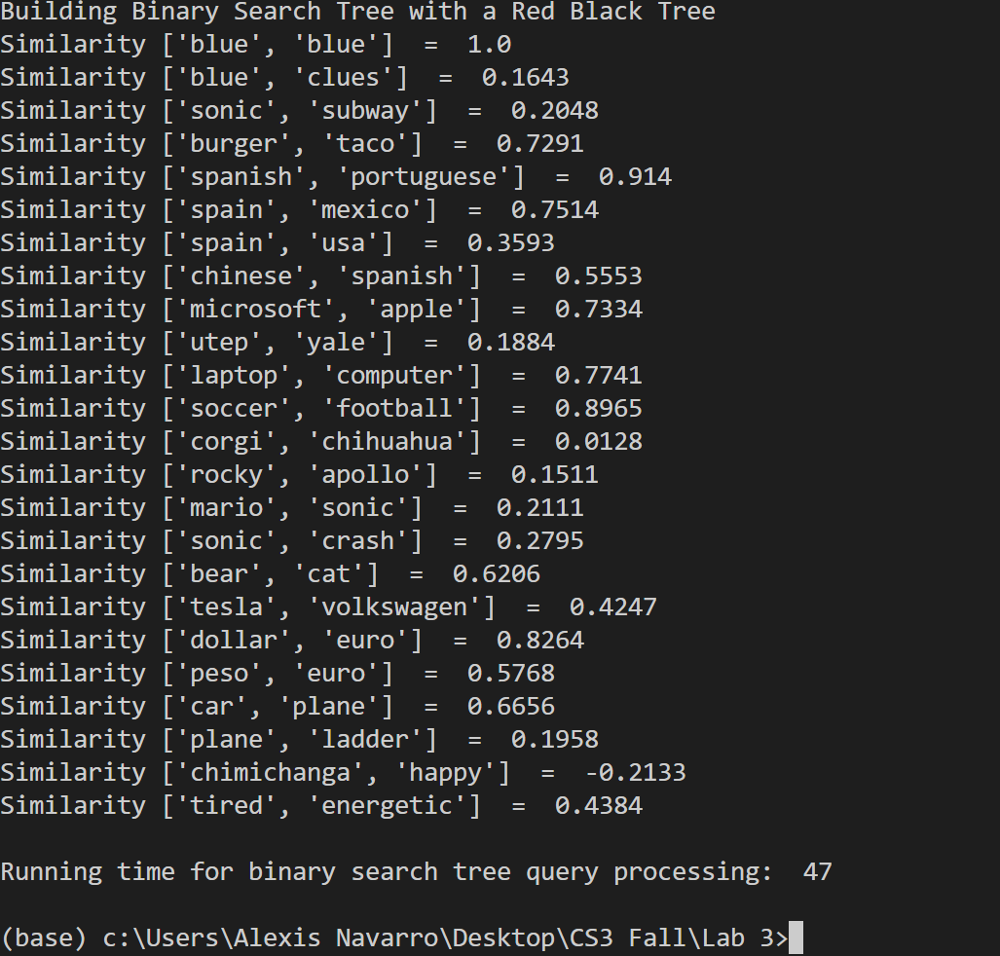 Building Binary Search Tree with a Red Black Tree
Similarity ['blue', 'blue']  =  1.0
Similarity ['blue', 'clues']  =  0.1643
Similarity ['sonic', 'subway']  =  0.2048
Similarity ['burger', 'taco']  =  0.7291
Similarity ['spanish', 'portuguese']  =  0.914
Similarity ['spain', 'mexico']  =  0.7514
Similarity ['spain', 'usa']  =  0.3593
Similarity ['chinese', 'spanish']  =  0.5553
Similarity ['microsoft', 'apple']  =  0.7334
Similarity ['utep', 'yale']  =  0.1884
Similarity ['laptop', 'computer']  =  0.7741
Similarity ['soccer', 'football']  =  0.8965
Similarity ['corgi', 'chihuahua']  =  0.0128
Similarity ['rocky', 'apollo']  =  0.1511
Similarity ['mario', 'sonic']  =  0.2111
Similarity ['sonic', 'crash']  =  0.2795
Similarity ['bear', 'cat']  =  0.6206
Similarity ['tesla', 'volkswagen']  =  0.4247
Similarity ['dollar', 'euro']  =  0.8264
Similarity ['peso', 'euro']  =  0.5768
Similarity ['car', 'plane']  =  0.6656
Similarity ['plane', 'ladder']  =  0.1958
Similarity ['chimichanga', 'happy']  =  -0.2133
Similarity ['tired', 'energetic']  =  0.4384
Running time for binary search tree query processing:  47
(base) c:\Users\Alexis Navarro\Desktop\CS3 Fall\Lab 3>